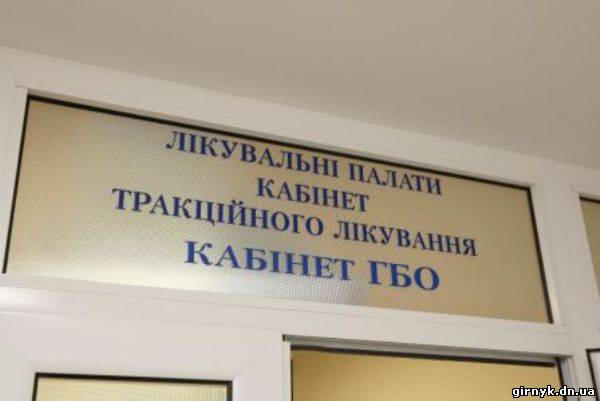 ЛІКУВАЛЬНІ ПАЛАТИ
КАБІНЕТ
ТРАКЦІЙНОГО ЛІКУВАННЯ
КАБІНЕТ ГБО
girnyk.dn.ua